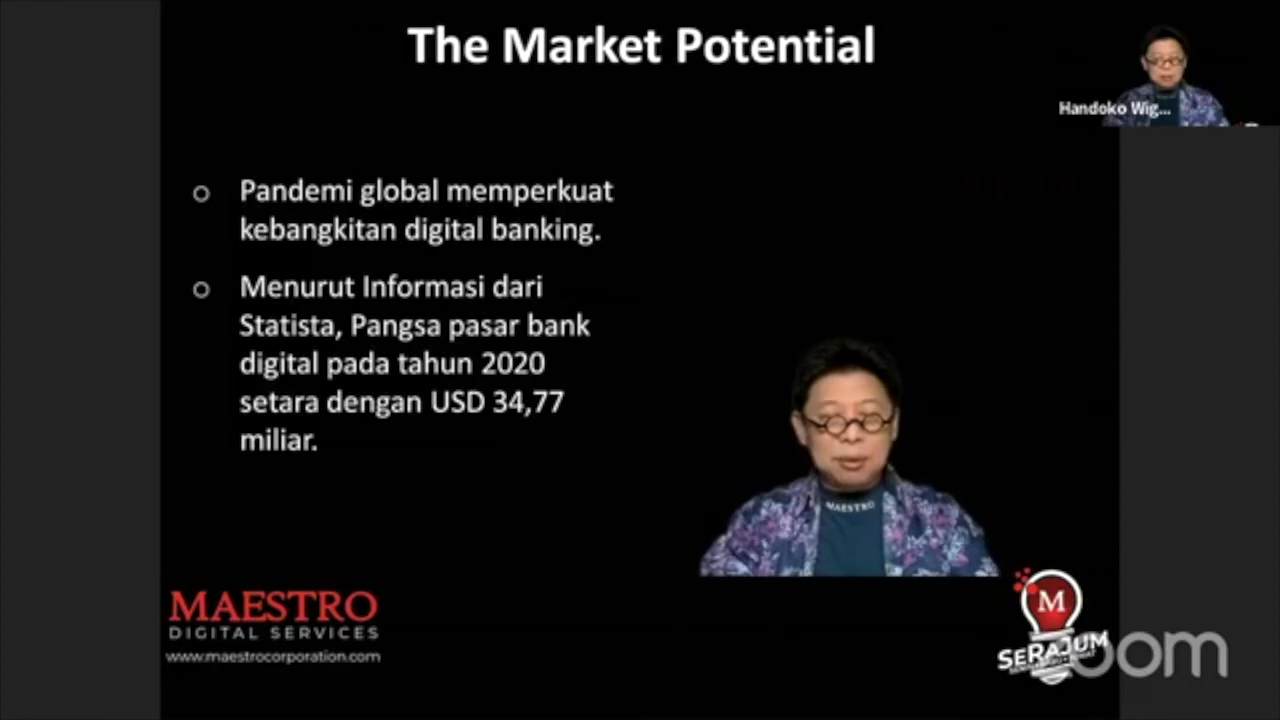 The Market Potential
Handoko Wig...
Pandemi global memperkuat
kebangkitan digital banking.
Menurut Informasi dari
Statista, Pangsa pasar bank
digital pada tahun 2020
setara dengan USD 34,77
miliar.
MAESTRO
MAESTRO
DIGITAL SERVICES
www.maestrocorporation.com
M
SERAJUM
zoom